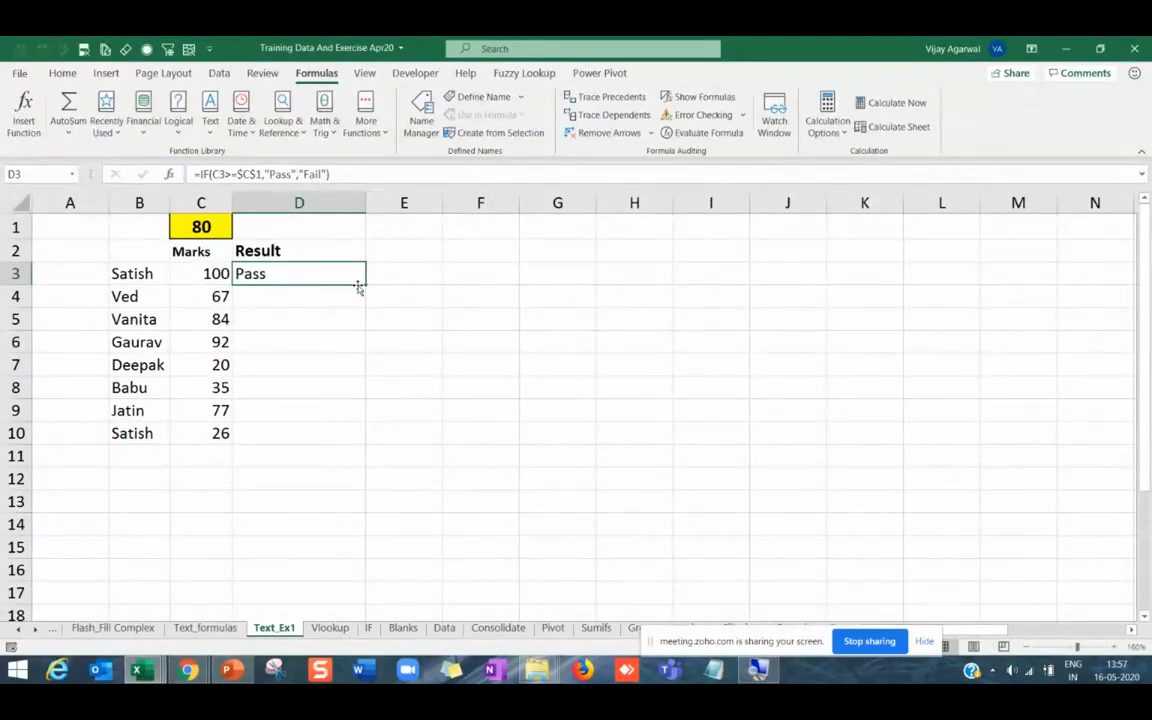 Training Data And Exercise Apr20
Search
Vijay Agarwal
VA
File Home Insert Page Layout Data Review Formulas View Developer Help Fuzzy Lookup Power Pivot
Share
Comments
fx
Insert Function
AutoSum
Recently Used
Financial
Logical
Text
Date & Time
Lookup & Reference
Math & Trig
More Functions
Function Library
Name Manager
Define Name
Use in Formula
Create from Selection
Defined Names
Trace Precedents
Trace Dependents
Remove Arrows
Show Formulas
Error Checking
Evaluate Formula
Formula Auditing
Watch Window
Calculation Options
Calculate Now
Calculate Sheet
Calculation
D3
fx
=IF(C3>=$C$1,"Pass","Fail")
A B C D E F G H I J K L M N
1 80
2 Marks Result
3 Satish 100 Pass
4 Ved 67
5 Vanita 84
6 Gaurav 92
7 Deepak 20
8 Babu 35
9 Jatin 77
10 Satish 26
11
12
13
14
15
16
17
18
... Flash_Fill Complex Text_formulas Text_Ex1 Vlookup IF Blanks Data Consolidate Pivot Sumifs
meeting.zoho.com is sharing your screen. Stop sharing Hide
160%
ENG
IN
13:57
16-05-2020